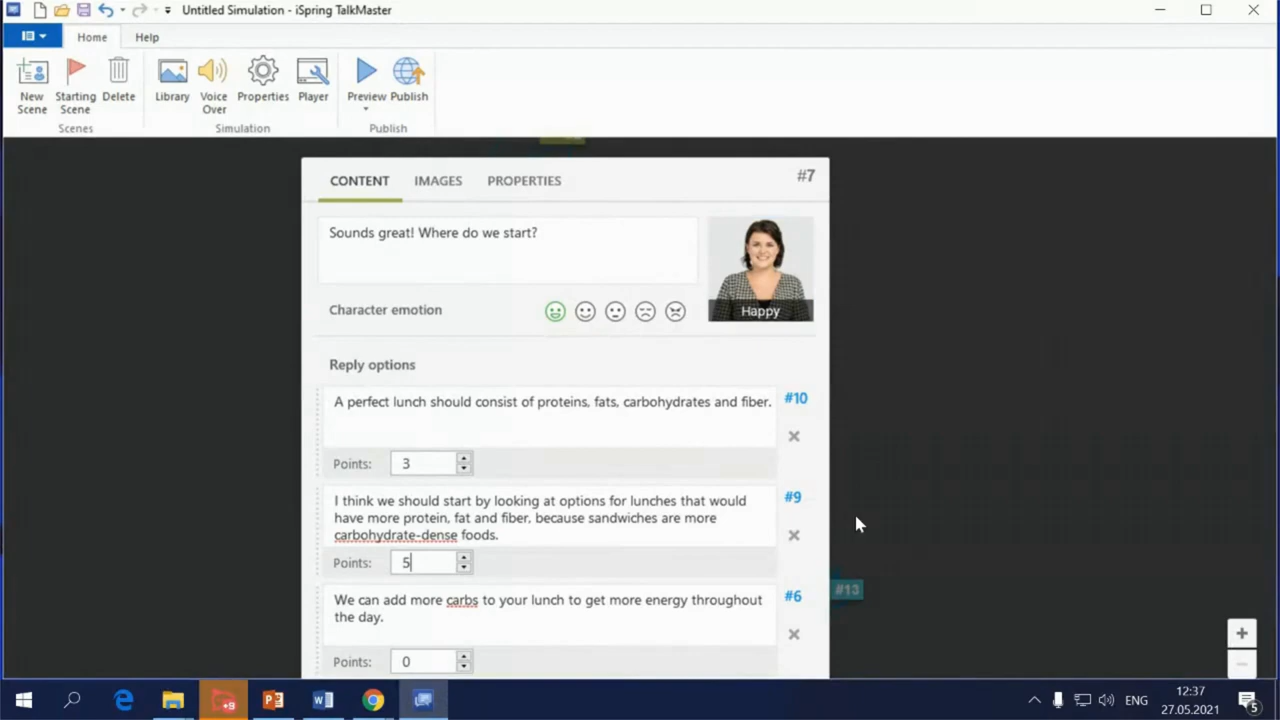 Untitled Simulation - iSpring TalkMaster
Home
Help
New Scene
Starting Scene
Delete
Library
Voice Over
Properties
Player
Preview
Publish
Scenes
Simulation
Publish
CONTENT
IMAGES
PROPERTIES
#7
Sounds great! Where do we start?
Character emotion
Happy
Reply options
A perfect lunch should consist of proteins, fats, carbohydrates and fiber.
#10
Points: 3
I think we should start by looking at options for lunches that would
have more protein, fat and fiber, because sandwiches are more
carbohydrate-dense foods.
#9
Points: 5
#13
We can add more carbs to your lunch to get more energy throughout
the day.
#6
Points: 0
+9
ENG
12:37
27.05.2021
5